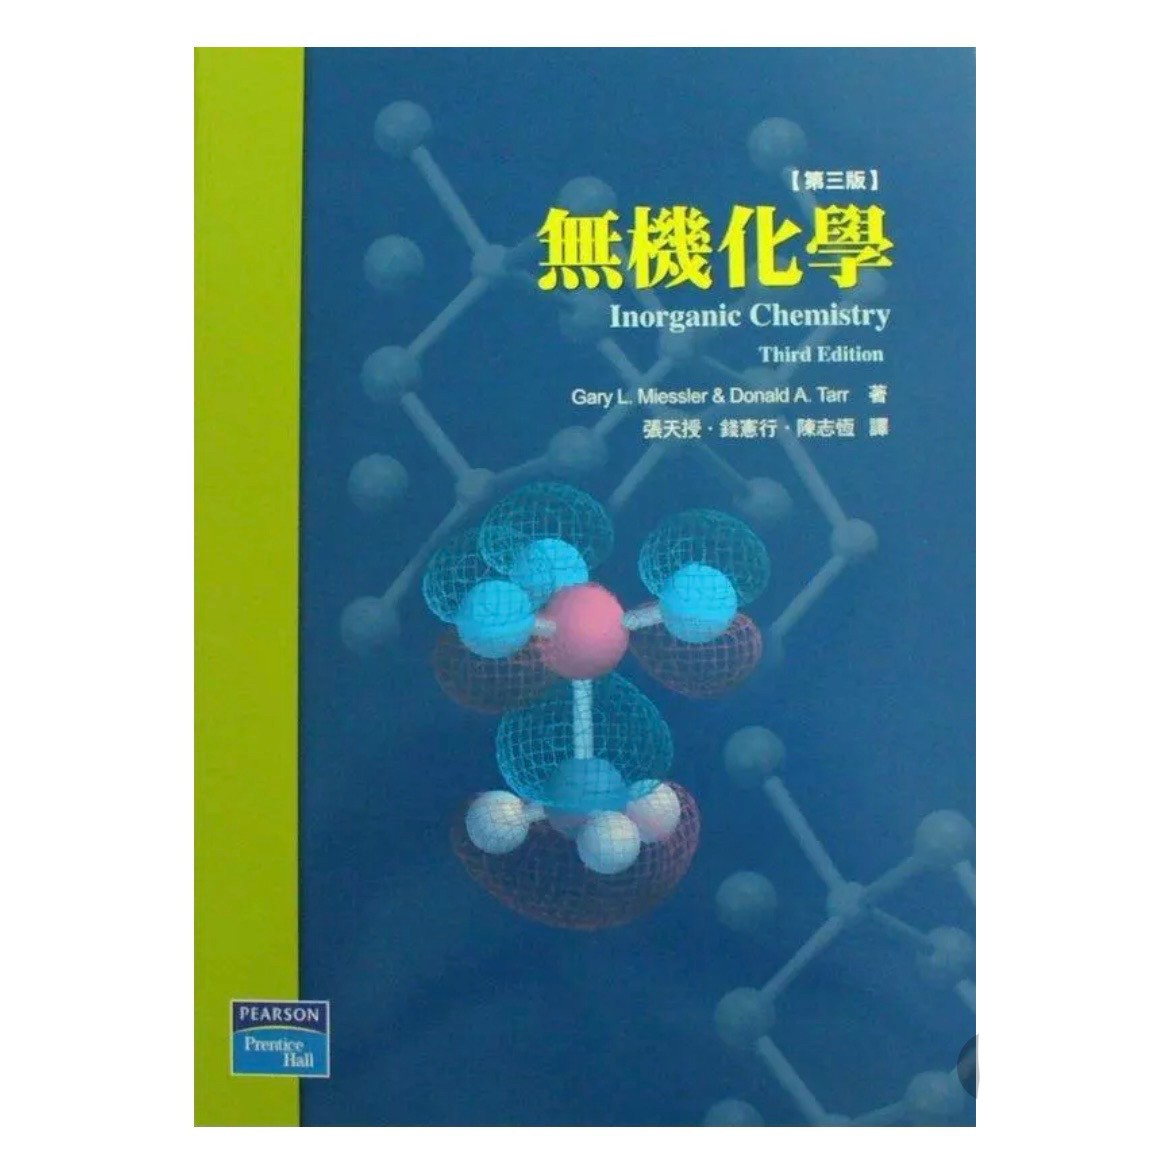 【第三版】
無機化學
Inorganic Chemistry
Third Edition
Gary L. Miessler & Donald A. Tarr 著
張天授．錢憲行．陳志恆 譯
PEARSON
Prentice
Hall